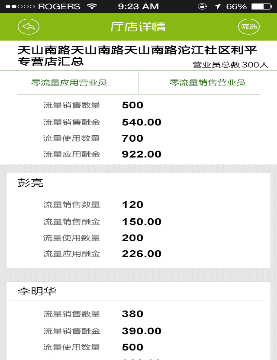 ROGERS 9:23 AM 66%
厅店详情 筛选
天山南路天山南路天山南路沱江社区利平
专营店汇总
营业员总数 300人
零流量应用营业员 零流量销售营业员
流量销售数量 500
流量销售酬金 540.00
流量使用数量 700
流量应用酬金 922.00
彭亮
流量销售数量 120
流量销售酬金 150.00
流量使用数量 200
流量应用酬金 226.00
李明华
流量销售数量 380
流量销售酬金 390.00
流量使用数量 500